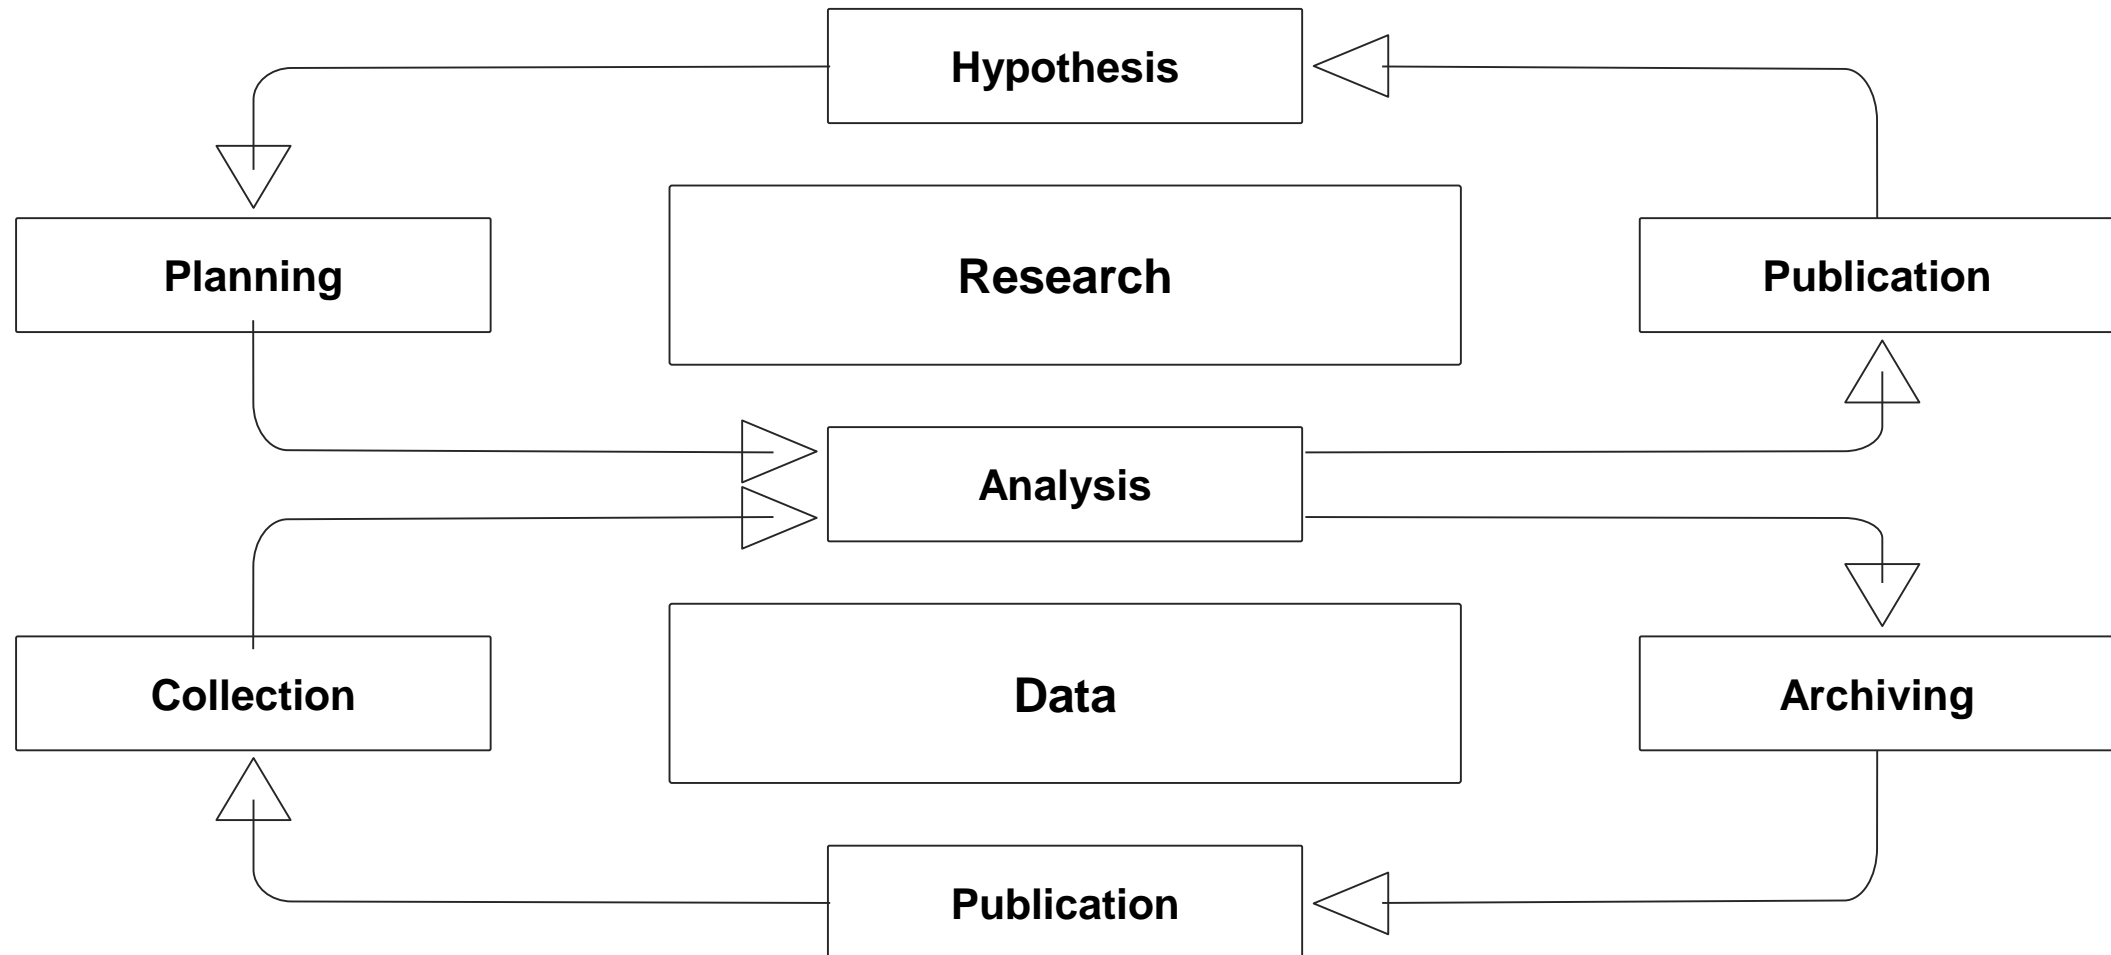 Hypothesis
Planning
Research
Publication
Analysis
Collection
Data
Archiving
Publication